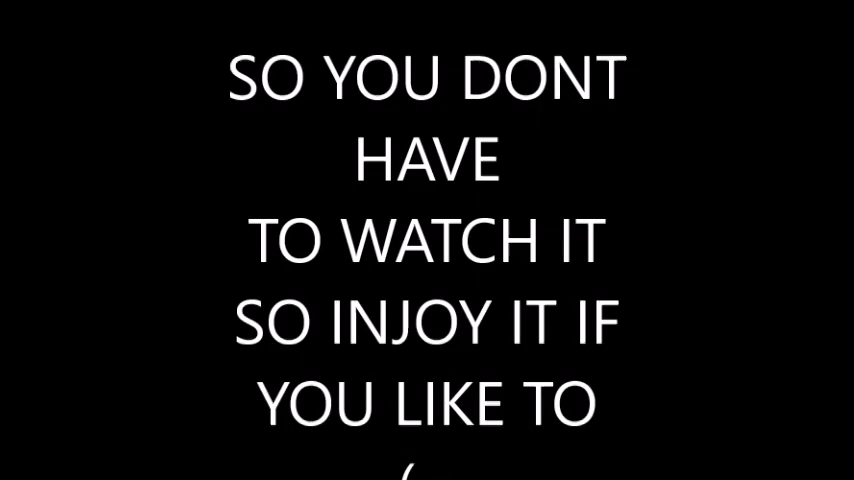 SO YOU DONT
HAVE
TO WATCH IT
SO INJOY IT IF
YOU LIKE TO